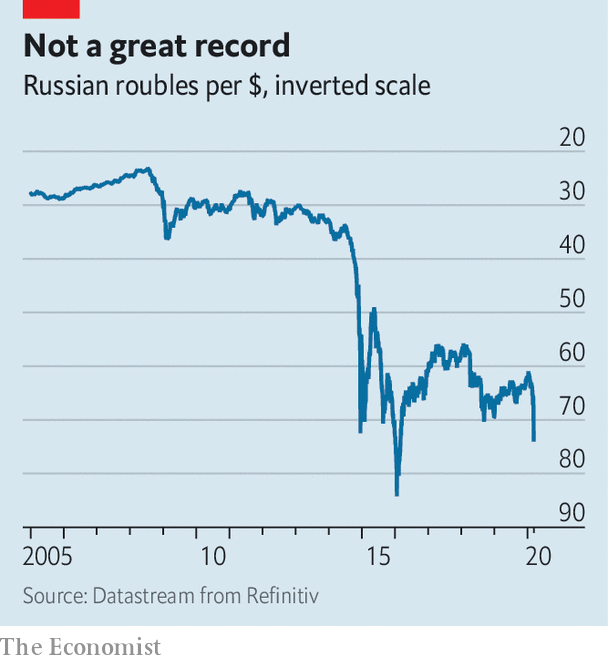 Not a great record
Russian roubles per $, inverted scale
20
30
40
50
60
70
80
90
2005 10 15 20
Source: Datastream from Refinitiv
The Economist